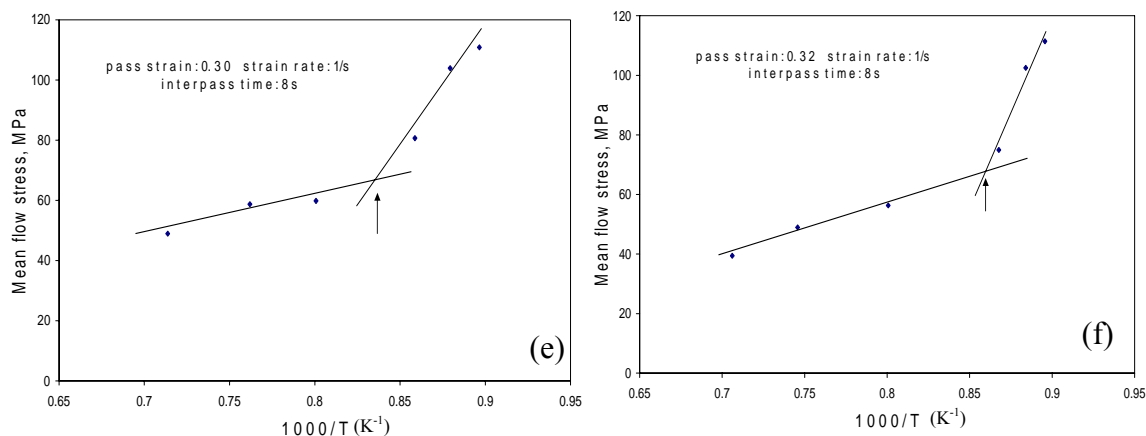 120
100
80
60
40
20
0
Mean flow stress, MPa
pass strain:0.30 strain rate:1/s
interpass time:8s
(e)
0.65 0.7 0.75 0.8 0.85 0.9 0.95
1000/T (K-1)
120
100
80
60
40
20
0
Mean flow stress, MPa
pass strain:0.32 strain rate:1/s
interpass time:8s
(f)
0.65 0.7 0.75 0.8 0.85 0.9 0.95
1000/T (K-1)